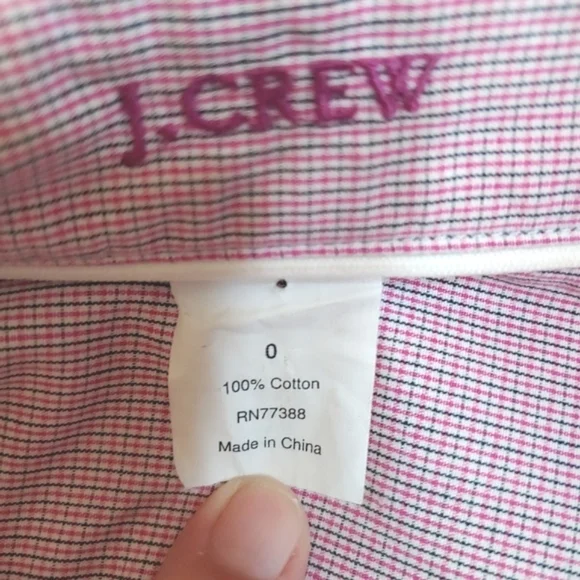 J.CREW
0
100% Cotton
RN77388
Made in China